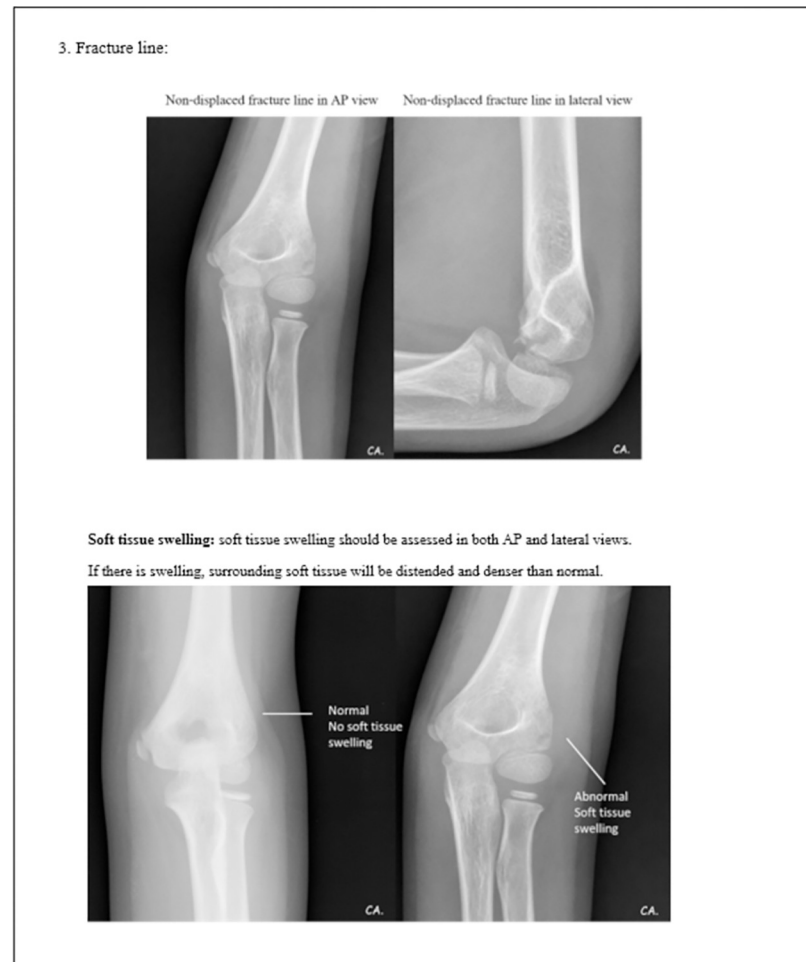 3. Fracture line:
Non-displaced fracture line in AP view Non-displaced fracture line in lateral view
CA. CA.
Soft tissue swelling: soft tissue swelling should be assessed in both AP and lateral views.
If there is swelling, surrounding soft tissue will be distended and denser than normal.
Normal
No soft tissue
swelling
Abnormal
Soft tissue
swelling
CA. CA.